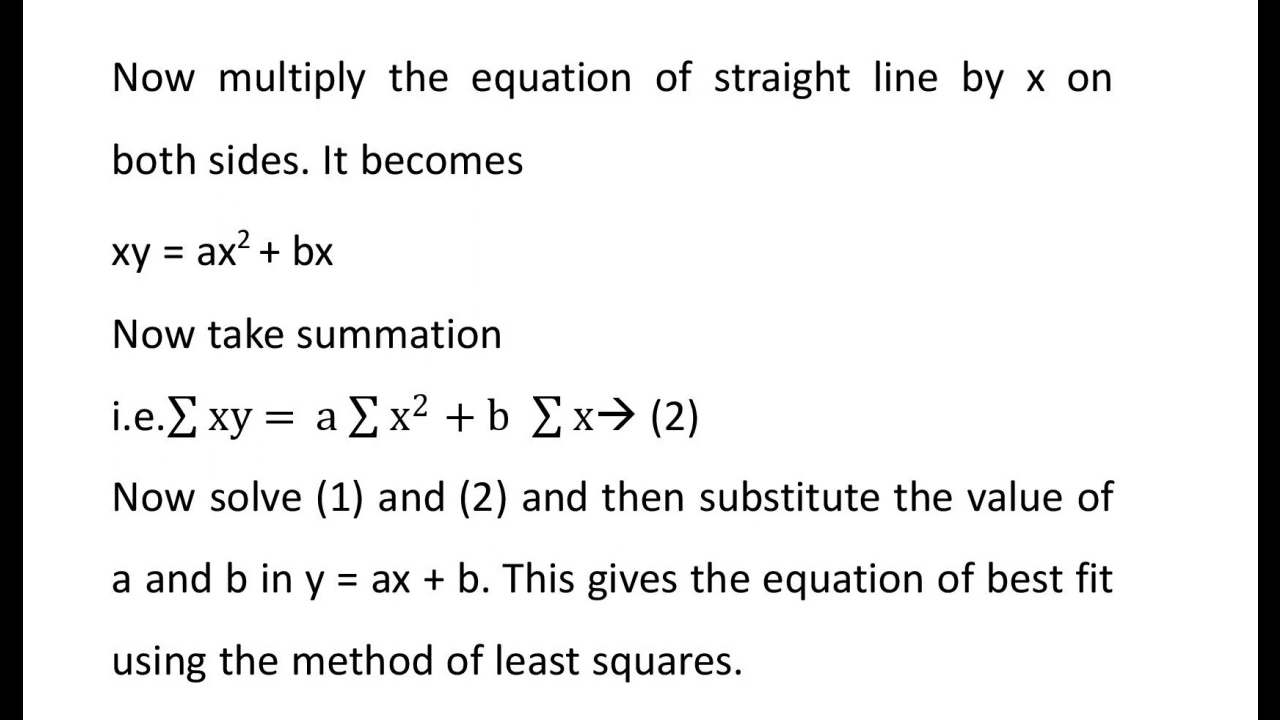 Now multiply the equation of straight line by x on
both sides. It becomes
xy = ax² + bx
Now take summation
i.e.∑ xy = a ∑ x² + b ∑ x→ (2)
Now solve (1) and (2) and then substitute the value of
a and b in y = ax + b. This gives the equation of best fit
using the method of least squares.